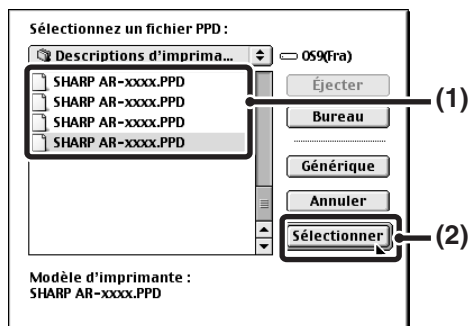 Sélectionnez un fichier PPD :
Descriptions d'imprima... OS9(Fra)
SHARP AR-xxxx.PPD
SHARP AR-xxxx.PPD
SHARP AR-xxxx.PPD
SHARP AR-xxxx.PPD
(1)
Éjecter
Bureau
Générique
Annuler
Sélectionner
(2)
Modèle d'imprimante :
SHARP AR-xxxx.PPD